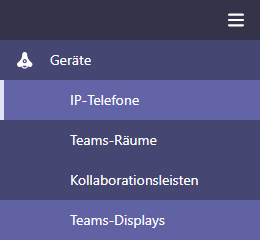 Geräte
IP-Telefone
Teams-Räume
Kollaborationsleisten
Teams-Displays